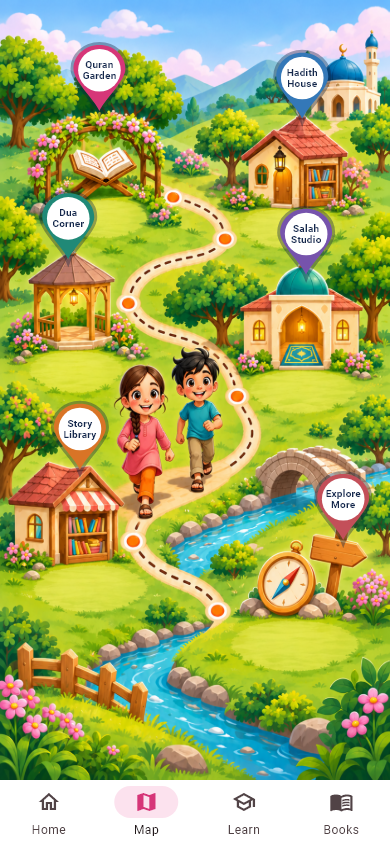 Quran
Garden
Hadith
House
Dua
Corner
Salah
Studio
Story
Library
Explore
More
Home
Map
Learn
Books